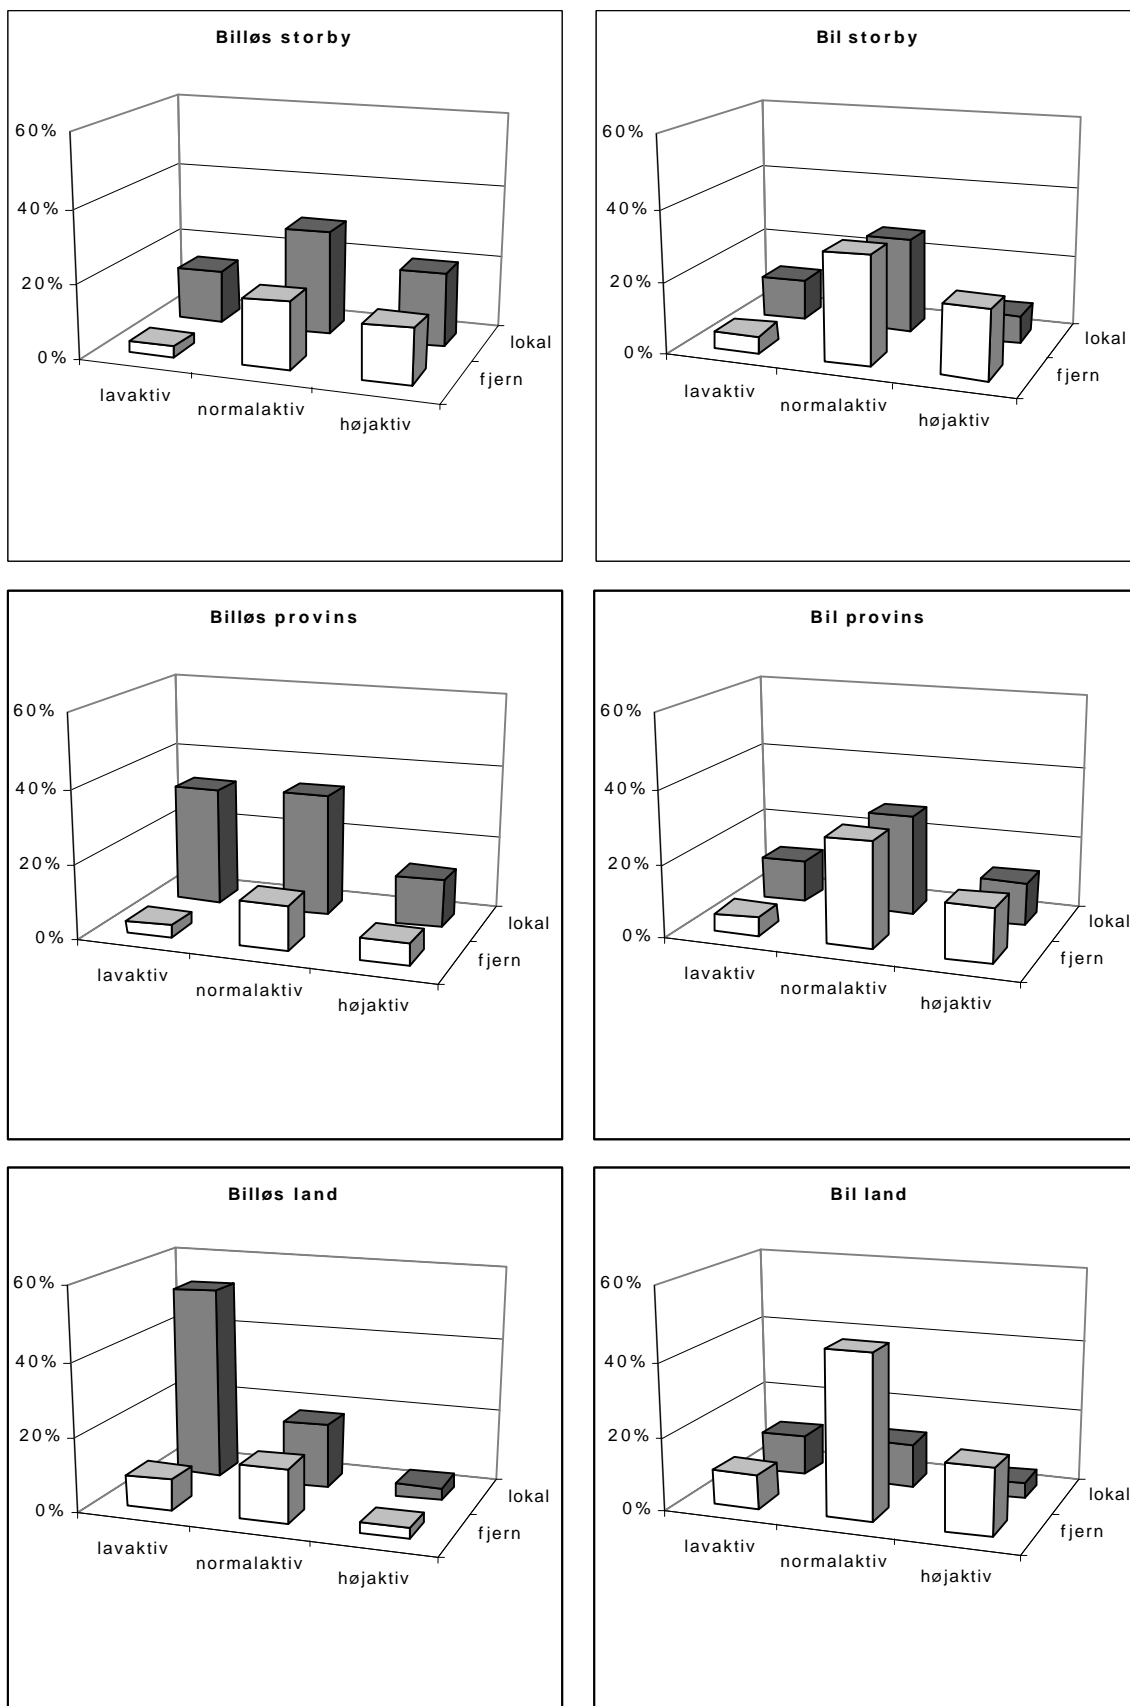 Billøs storby
60%
40%
20%
0%
lavaktiv
normalaktiv
højaktiv
fjern
lokal
Bil storby
60%
40%
20%
0%
lavaktiv
normalaktiv
højaktiv
fjern
lokal
Billøs provins
60%
40%
20%
0%
lavaktiv
normalaktiv
højaktiv
fjern
lokal
Bil provins
60%
40%
20%
0%
lavaktiv
normalaktiv
højaktiv
fjern
lokal
Billøs land
60%
40%
20%
0%
lavaktiv
normalaktiv
højaktiv
fjern
lokal
Bil land
60%
40%
20%
0%
lavaktiv
normalaktiv
højaktiv
fjern
lokal